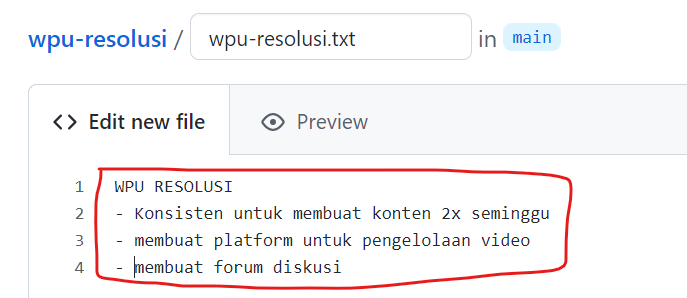 wpu-resolusi / wpu-resolusi.txt in main
<> Edit new file Preview
1 WPU RESOLUSI
2 - Konsisten untuk membuat konten 2x seminggu
3 - membuat platform untuk pengelolaan video
4 - membuat forum diskusi